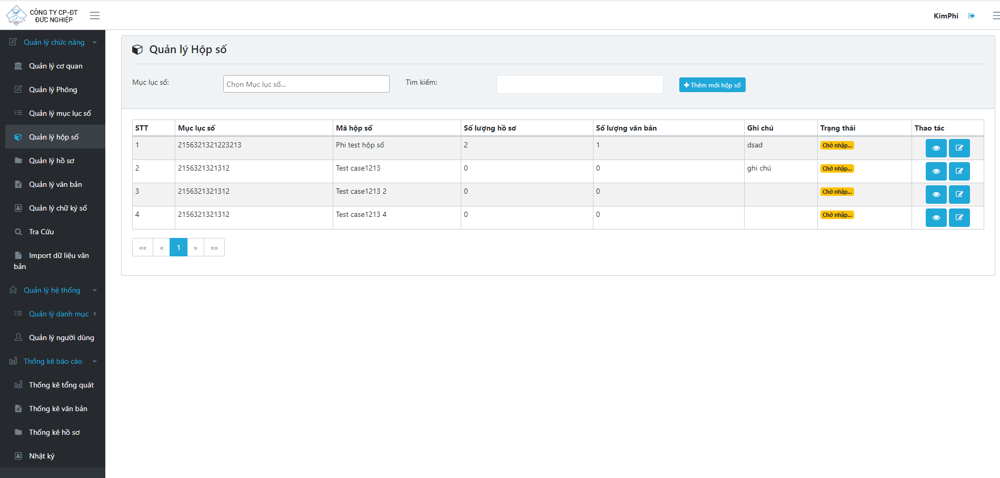 CÔNG TY CP-ĐT
ĐỨC NGHIỆP
KimPhi
Quản lý chức năng
Quản lý cơ quan
Quản lý Phông
Quản lý mục lục số
Quản lý hộp số
Quản lý hồ sơ
Quản lý văn bản
Quản lý chữ ký số
Tra Cứu
Import dữ liệu văn
bản
Quản lý hệ thống
Quản lý danh mục
Quản lý người dùng
Thống kê báo cáo
Thống kê tổng quát
Thống kê văn bản
Thống kê hồ sơ
Nhật ký
Quản lý Hộp số
Mục lục số: Chọn Mục lục số... Tìm kiếm: Thêm mới hộp số
STT Mục lục số Mã hộp số Số lượng hồ sơ Số lượng văn bản Ghi chú Trạng thái Thao tác
1 2156321321223213 Phi test hộp số 2 1 dsad Chờ nhập...
2 2156321321312 Test case1213 0 0 ghi chú Chờ nhập...
3 2156321321312 Test case1213 2 0 0 Chờ nhập...
4 2156321321312 Test case1213 4 0 0 Chờ nhập...
«« « 1 » »»